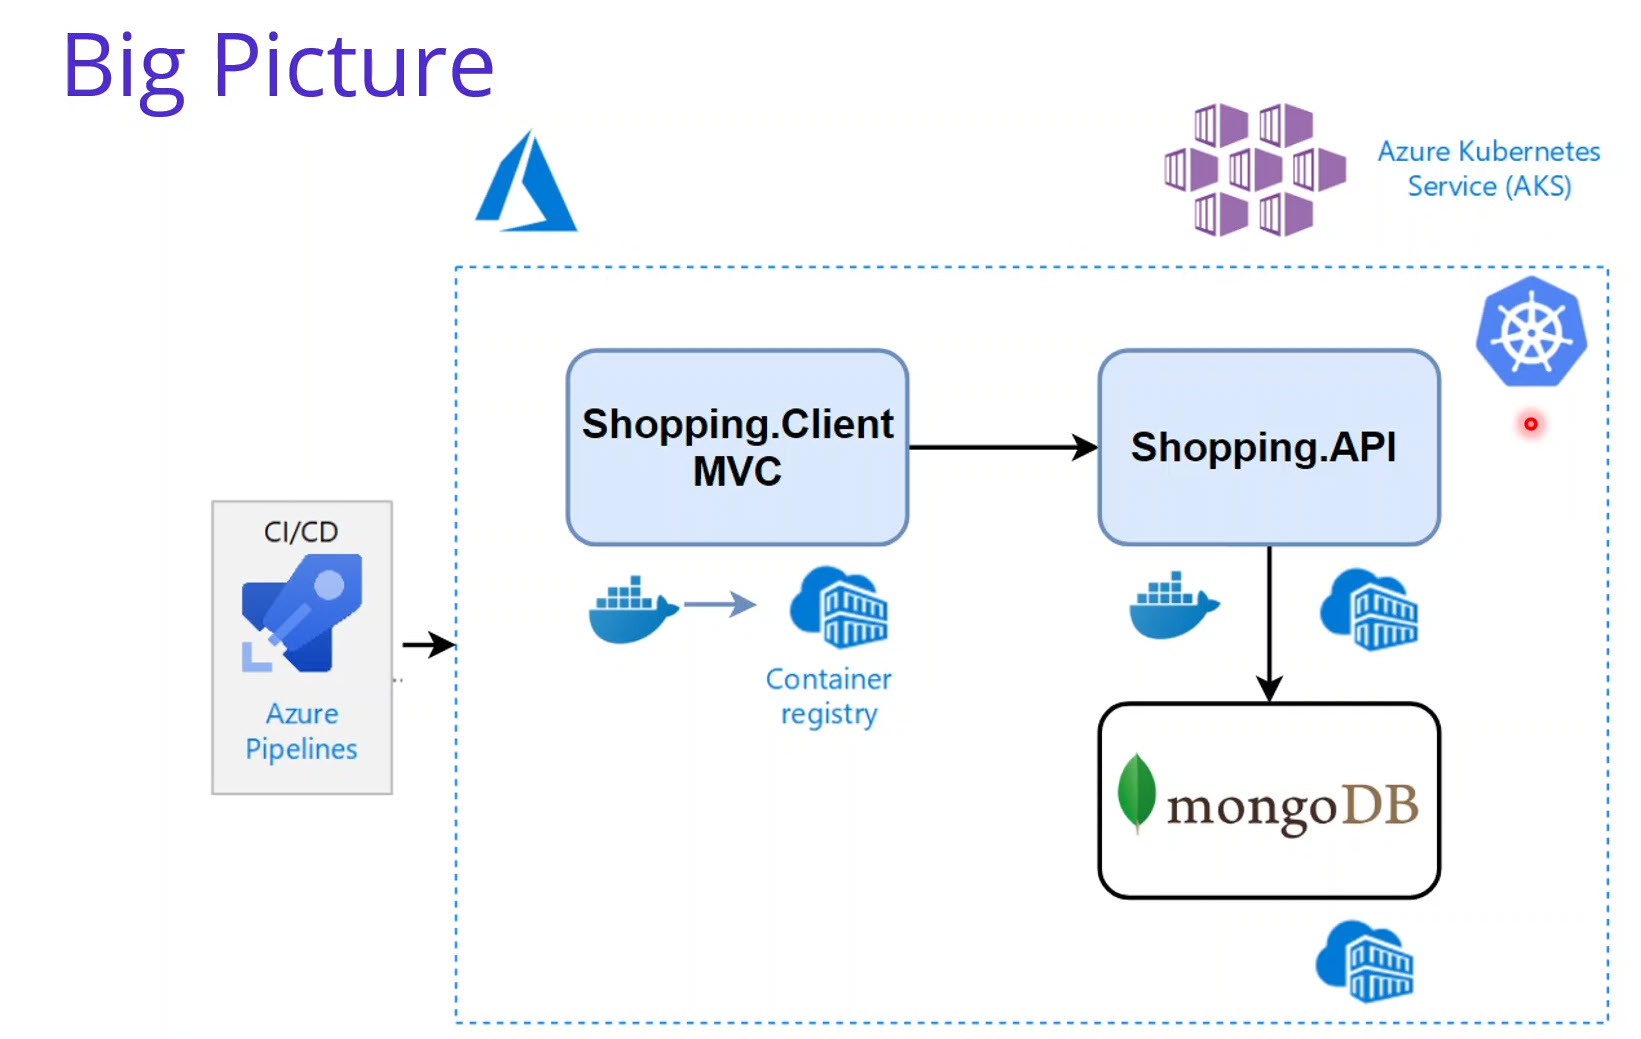 Big Picture
Azure Kubernetes
Service (AKS)
Shopping.Client
MVC
Shopping.API
CI/CD
Azure
Pipelines
Container
registry
mongoDB